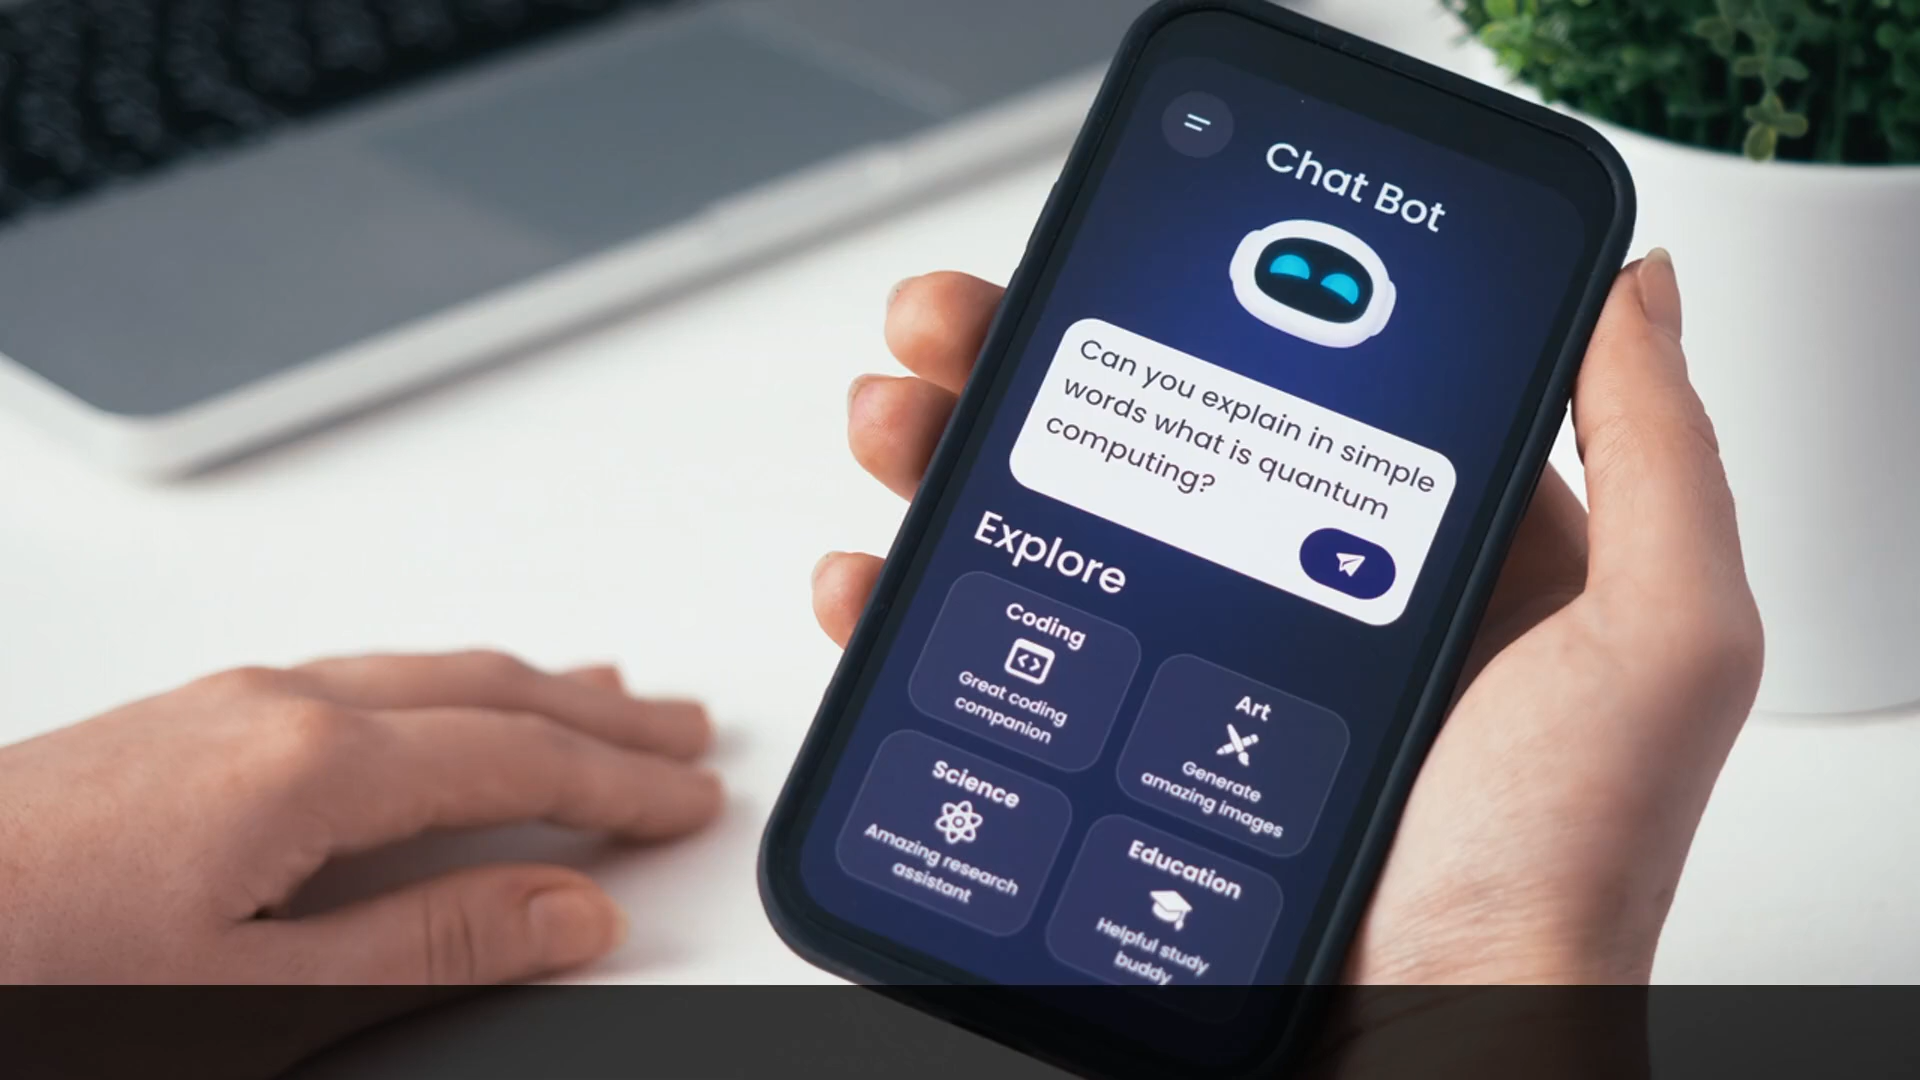 Chat Bot
Can you explain in simple
words what is quantum
computing?
Explore
Coding
Great coding
companion
Art
Generate
amazing images
Science
Amazing research
assistant
Education
Helpful study
buddy